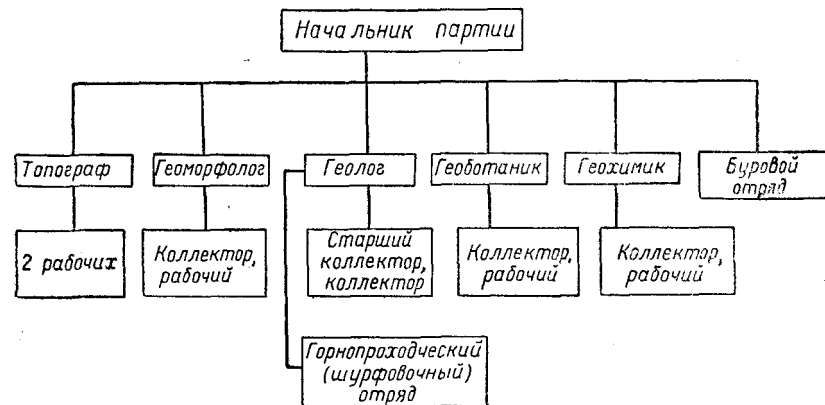 Начальник партии
Топограф
Геоморфолог
Геолог
Геоботаник
Геохимик
Буровой
отряд
2 рабочих
Коллектор,
рабочий
Старший
коллектор,
коллектор
Коллектор,
рабочий
Коллектор,
рабочий
Горнопроходческий
(шурфовочный)
отряд